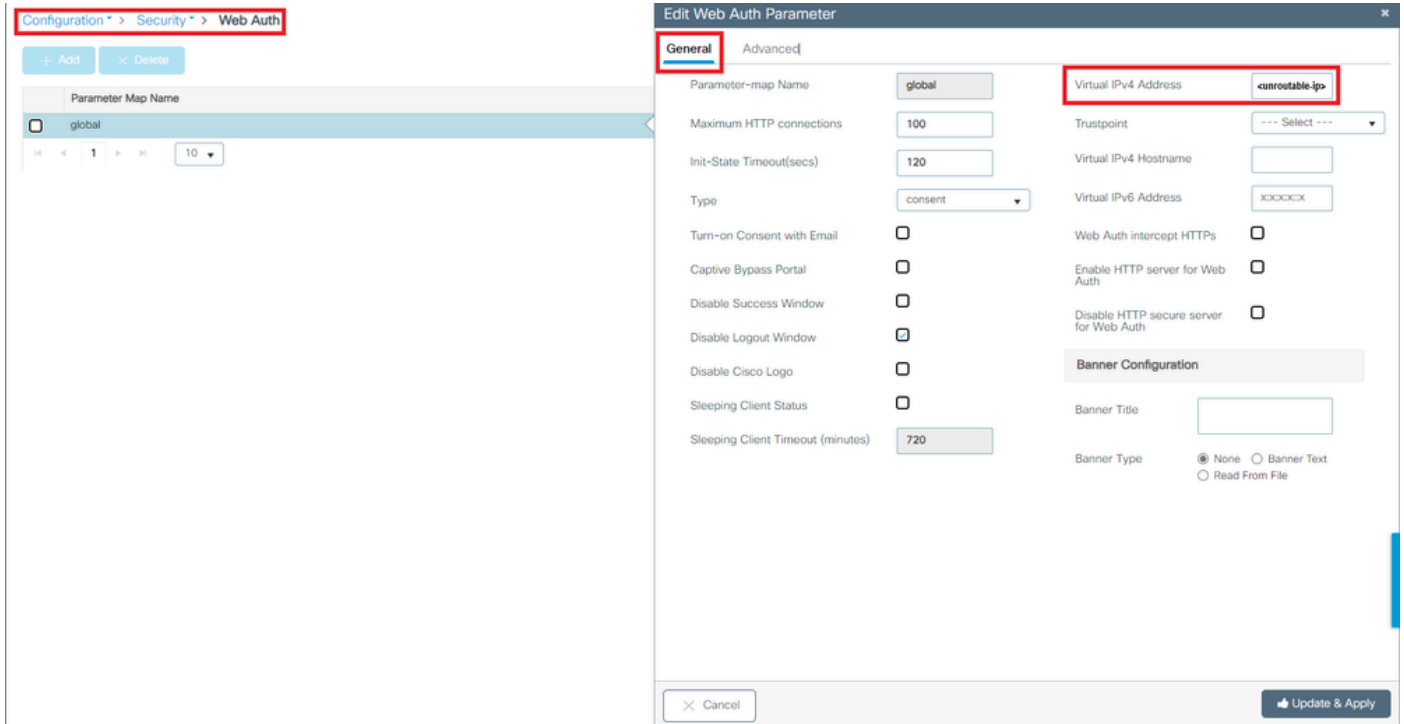 Configuration > Security > Web Auth
+ Add
× Delete
Parameter Map Name
global
1
10
Edit Web Auth Parameter
General
Advanced
Parameter-map Name
global
Maximum HTTP connections
100
Init-State Timeout(secs)
120
Type
consent
Turn-on Consent with Email
Captive Bypass Portal
Disable Success Window
Disable Logout Window
Disable Cisco Logo
Sleeping Client Status
Sleeping Client Timeout (minutes)
720
Virtual IPv4 Address
<unroutable-ip>
Trustpoint
--- Select ---
Virtual IPv4 Hostname
Virtual IPv6 Address
Web Auth intercept HTTPs
Enable HTTP server for Web
Auth
Disable HTTP secure server
for Web Auth
Banner Configuration
Banner Title
Banner Type
None
Banner Text
Read From File
Cancel
Update & Apply